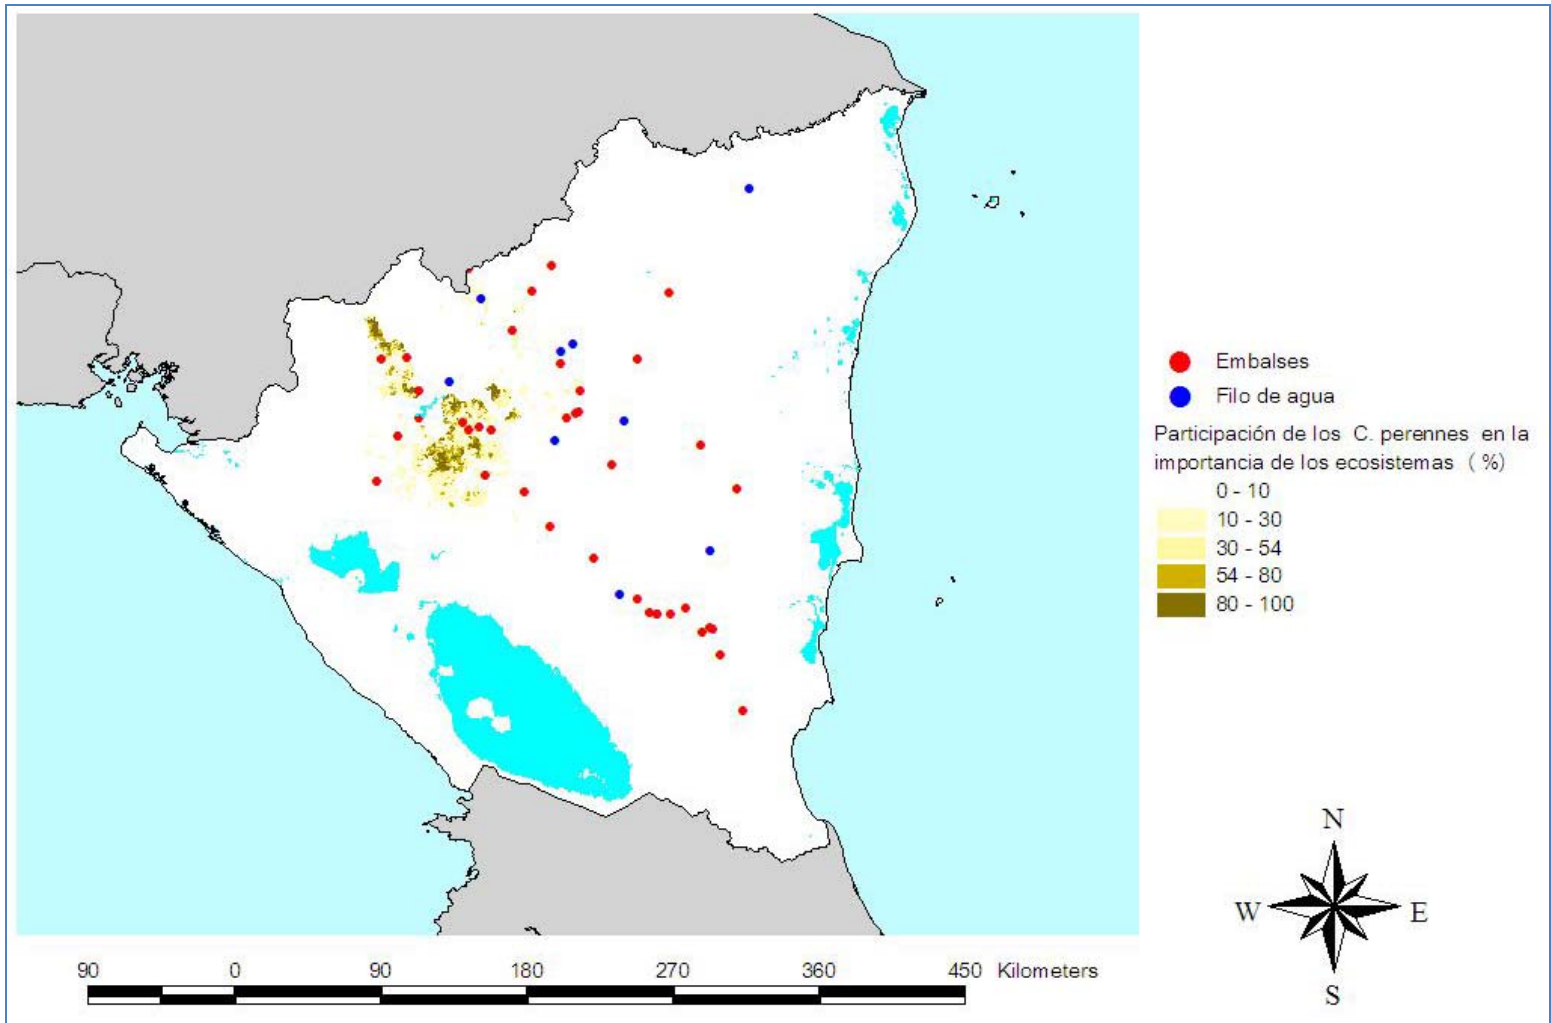 Embalses
Filo de agua
Participación de los C. perennes en la
importancia de los ecosistemas ( %)
0 - 10
10 - 30
30 - 54
54 - 80
80 - 100
N
W E
S
90 0 90 180 270 360 450 Kilometers